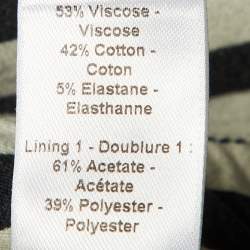 53% Viscose -
Viscose
42% Cotton -
Coton
5% Elastane -
Elasthanne
Lining 1 - Doublure 1 :
61% Acetate -
Acétate
39% Polyester -
Polyester